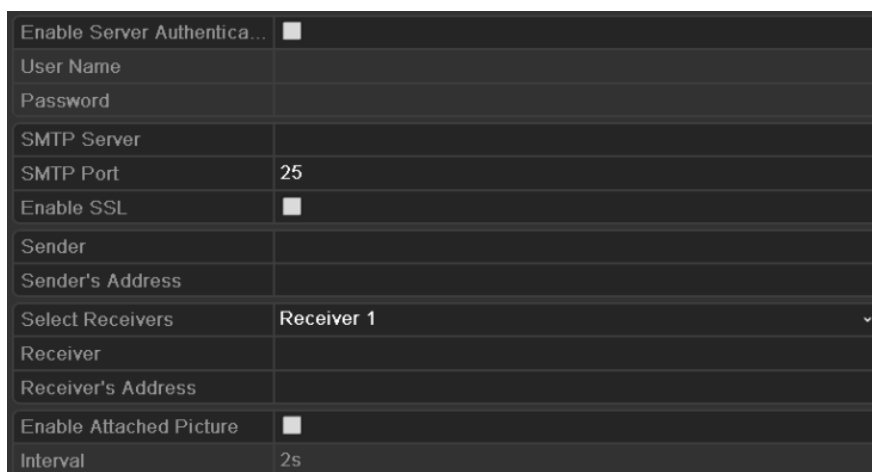 Enable Server Authentica...
User Name
Password
SMTP Server
SMTP Port 25
Enable SSL
Sender
Sender's Address
Select Receivers Receiver 1
Receiver
Receiver's Address
Enable Attached Picture
Interval 2s